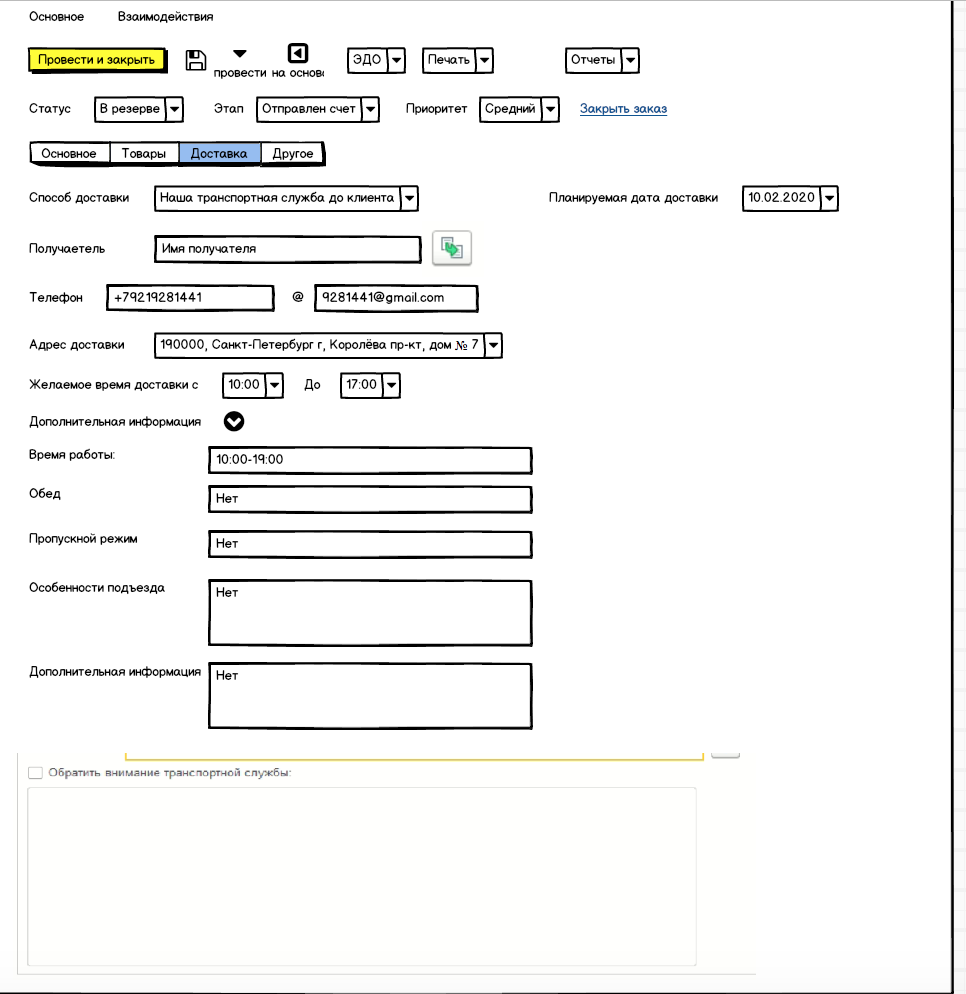 Основное Взаимодействия
Провести и закрыть провести на основ ЭДО Печать Отчеты
Статус В резерве Этап Отправлен счет Приоритет Средний Закрыть заказ
Основное Товары Доставка Другое
Способ доставки Наша транспортная служба до клиента Планируемая дата доставки 10.02.2020
Получаетель Имя получателя
Телефон +79219281441 @ 9281441@gmail.com
Адрес доставки 190000, Санкт-Петербург г, Королёва пр-кт, дом № 7
Желаемое время доставки с 10:00 До 17:00
Дополнительная информация
Время работы: 10:00-19:00
Обед Нет
Пропускной режим Нет
Особенности подъезда Нет
Дополнительная информация Нет
Обратить внимание транспортной службы: